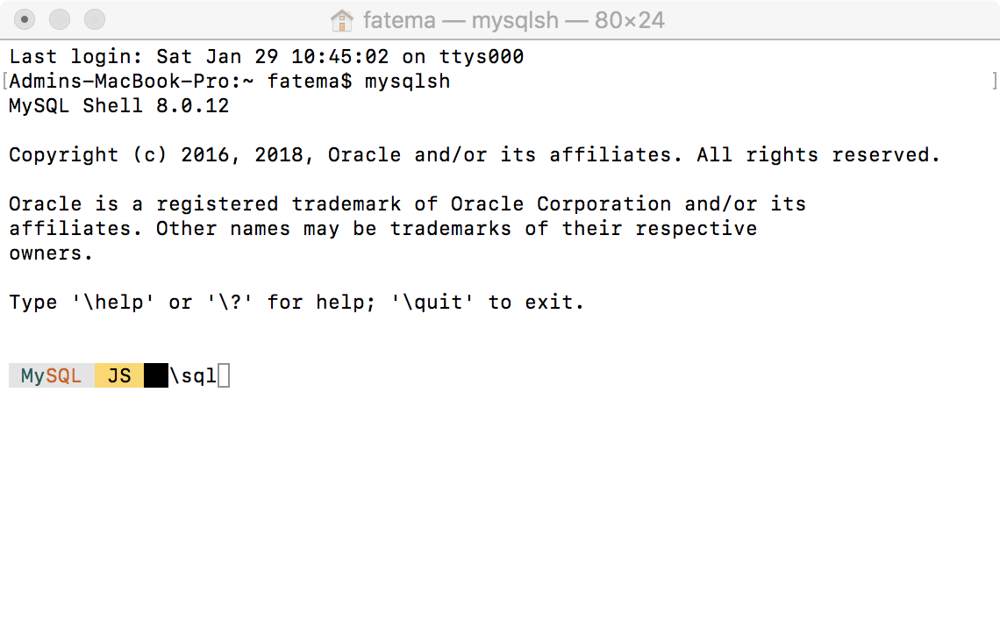 fatema — mysqlsh — 80×24
Last login: Sat Jan 29 10:45:02 on ttys000
[Admins-MacBook-Pro:~ fatema$ mysqlsh ]
MySQL Shell 8.0.12
Copyright (c) 2016, 2018, Oracle and/or its affiliates. All rights reserved.
Oracle is a registered trademark of Oracle Corporation and/or its
affiliates. Other names may be trademarks of their respective
owners.
Type '\help' or '\?' for help; '\quit' to exit.
MySQL JS \sql